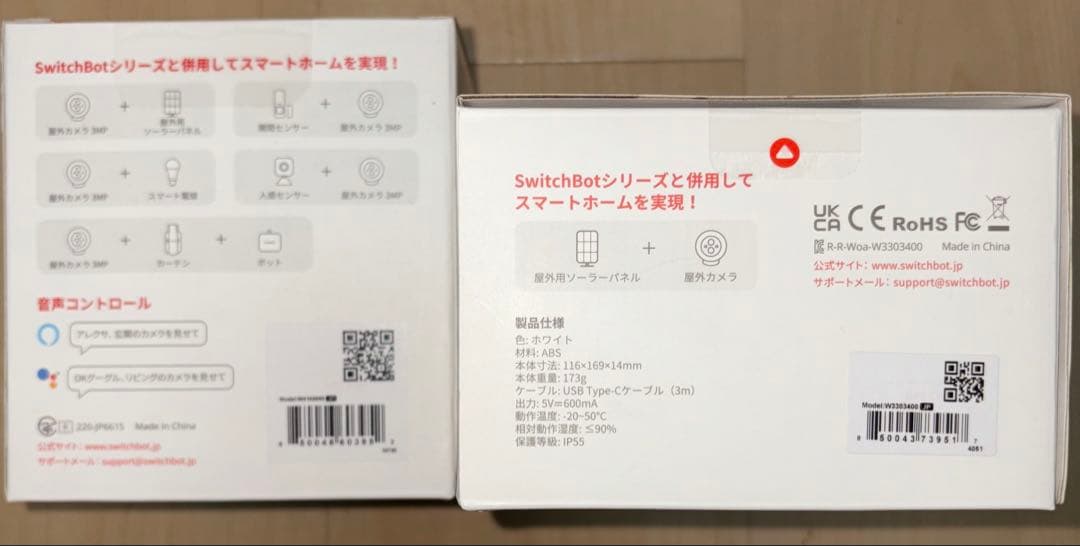 SwitchBotシリーズと併用してスマートホームを実現！
屋外カメラ 3MP + 屋外用ソーラーパネル
開閉センサー + 屋外カメラ 3MP
屋外カメラ 3MP + スマート電球
人感センサー + 屋外カメラ 3MP
屋外カメラ 3MP + カーテン + ボット
音声コントロール
アレクサ、玄関のカメラを見せて
OKグーグル、リビングのカメラを見せて
R 220-JP6615 Made in China
公式サイト：www.switchbot.jp
サポートメール：support@switchbot.jp
SwitchBotシリーズと併用して
スマートホームを実現！
屋外用ソーラーパネル + 屋外カメラ
製品仕様
色: ホワイト
材料: ABS
本体寸法: 116×169×14mm
本体重量: 173g
ケーブル: USB Type-Cケーブル（3m）
出力: 5V=600mA
動作温度: -20~50℃
相対動作湿度: ≦90%
保護等級: IP55
UK CA CE RoHS FC
R-R-Woa-W3303400 Made in China
公式サイト：www.switchbot.jp
サポートメール：support@switchbot.jp
Model:W3303400 JP
8 50043 73951 7
4051